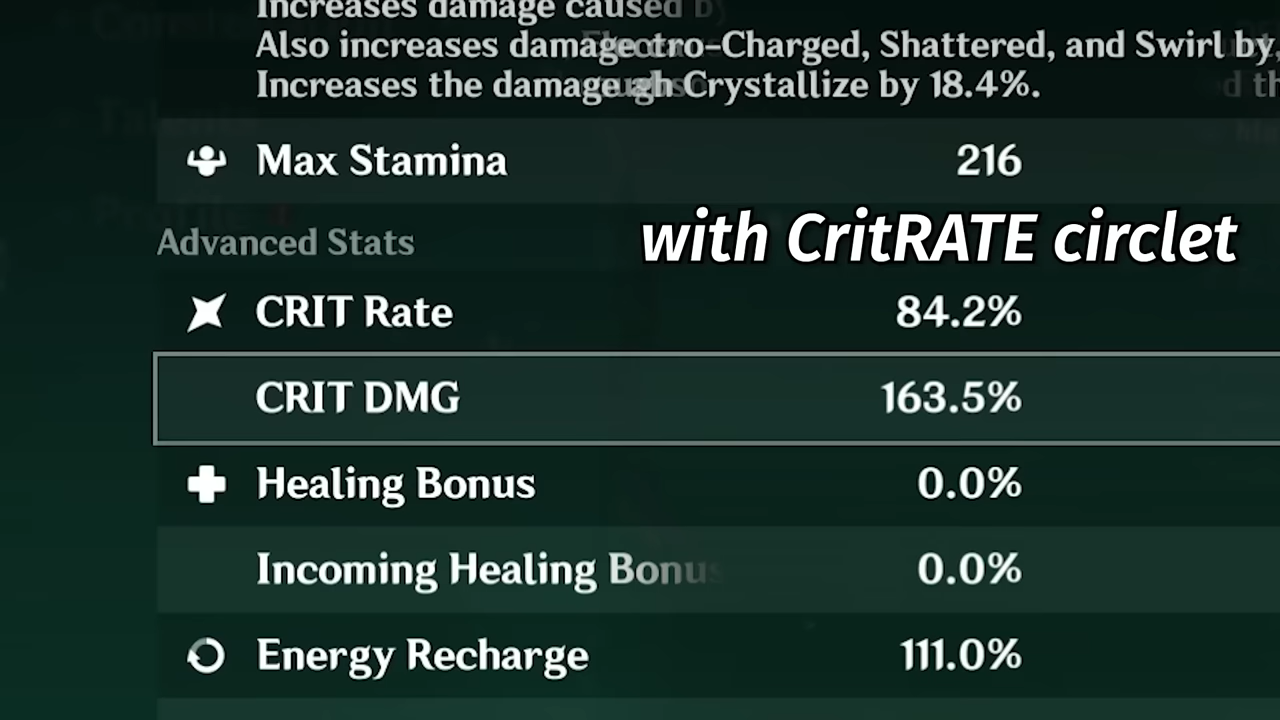 Increases damage caused by
Also increases damage ctro-Charged, Shattered, and Swirl by,
Increases the damage Crystallize by 18.4%.
Max Stamina 216
with CritRATE circlet
Advanced Stats
CRIT Rate 84.2%
CRIT DMG 163.5%
Healing Bonus 0.0%
Incoming Healing Bonus 0.0%
Energy Recharge 111.0%